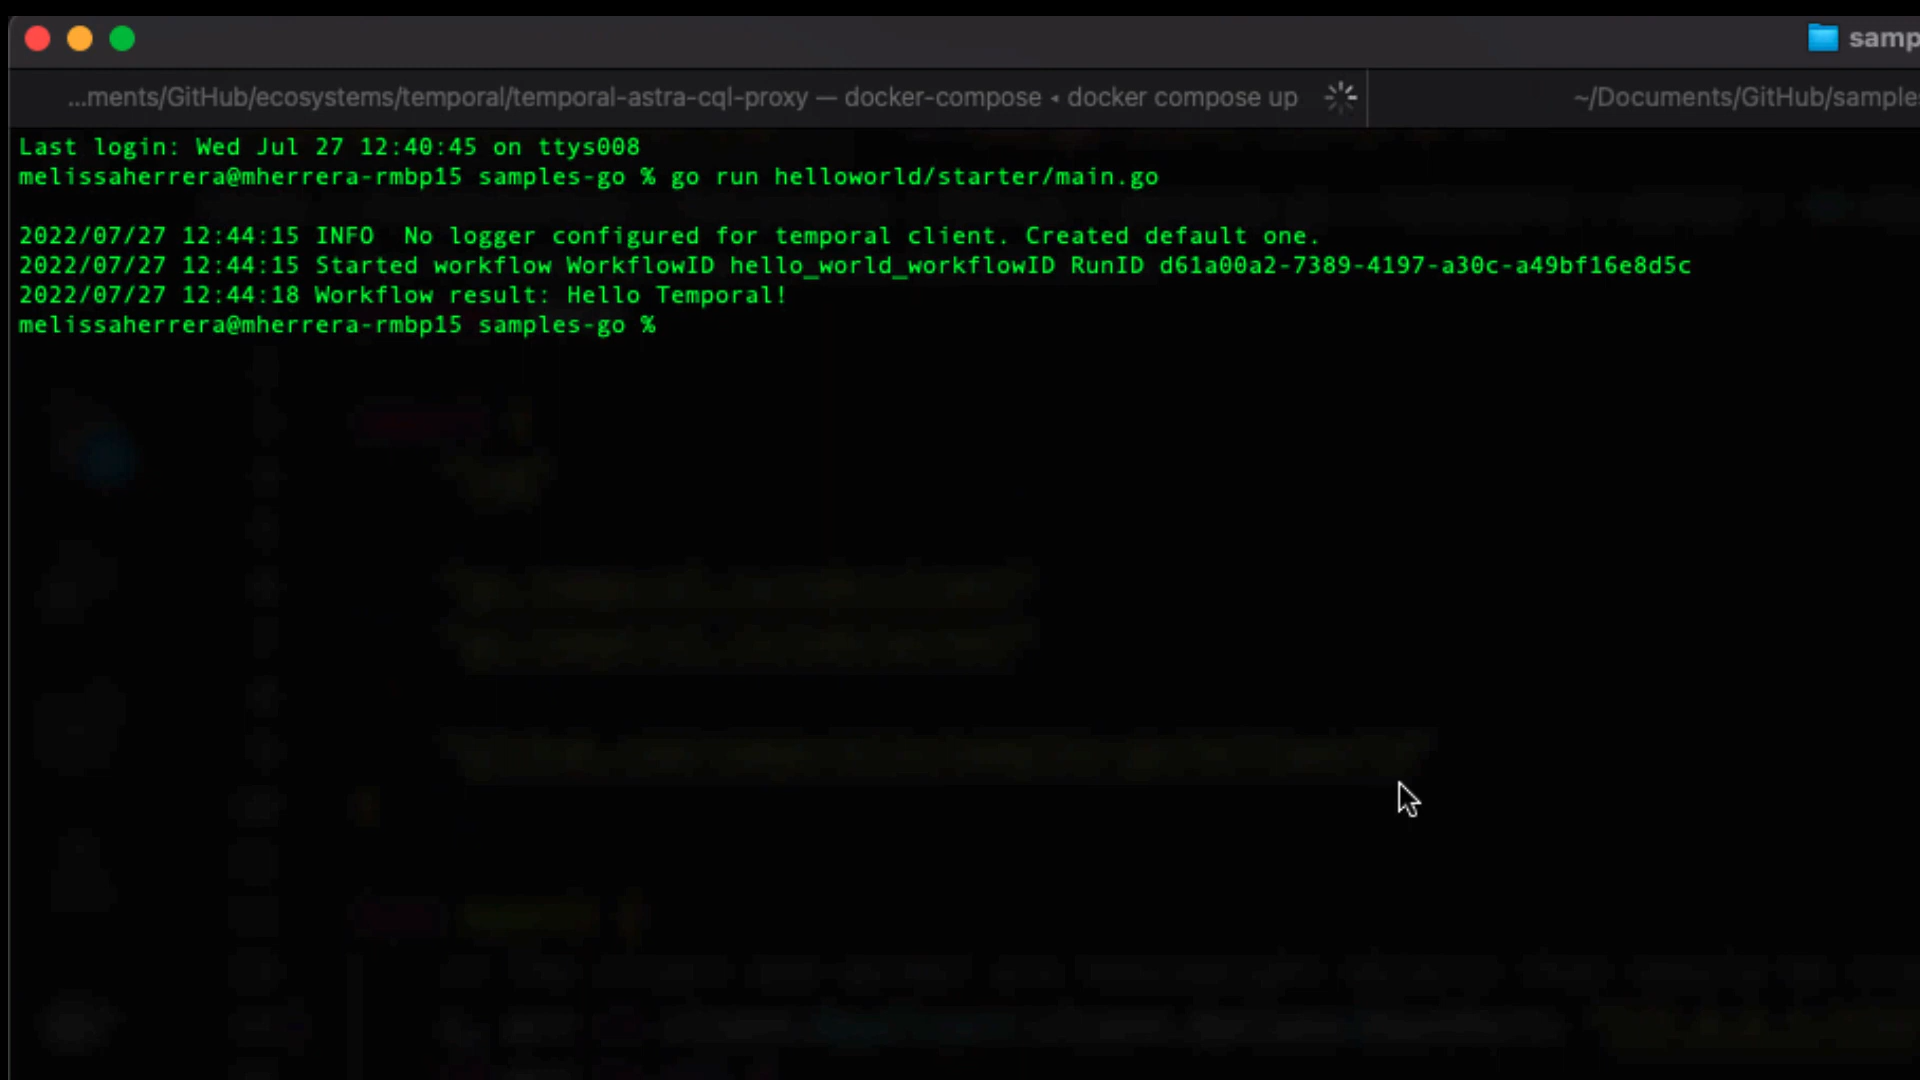 samp
...ments/GitHub/ecosystems/temporal/temporal-astra-cql-proxy — docker-compose ◂ docker compose up
~/Documents/GitHub/samples
Last login: Wed Jul 27 12:40:45 on ttys008
melissaherrera@mherrera-rmbp15 samples-go % go run helloworld/starter/main.go
2022/07/27 12:44:15 INFO  No logger configured for temporal client. Created default one.
2022/07/27 12:44:15 Started workflow WorkflowID hello_world_workflowID RunID d61a00a2-7389-4197-a30c-a49bf16e8d5c
2022/07/27 12:44:18 Workflow result: Hello Temporal!
melissaherrera@mherrera-rmbp15 samples-go %